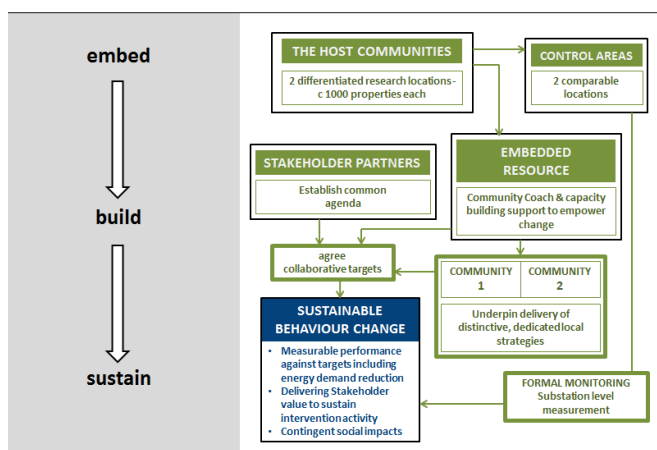 embed
build
sustain
THE HOST COMMUNITIES
2 differentiated research locations-
c 1000 properties each
CONTROL AREAS
2 comparable
locations
STAKEHOLDER PARTNERS
Establish common
agenda
EMBEDDED
RESOURCE
Community Coach & capacity
building support to empower
change
agree
collaborative targets
COMMUNITY
1
COMMUNITY
2
Underpin delivery of
distinctive, dedicated local
strategies
SUSTAINABLE
BEHAVIOUR CHANGE
• Measurable performance
against targets including
energy demand reduction
• Delivering Stakeholder
value to sustain
intervention activity
• Contingent social impacts
FORMAL MONITORING
Substation level
measurement